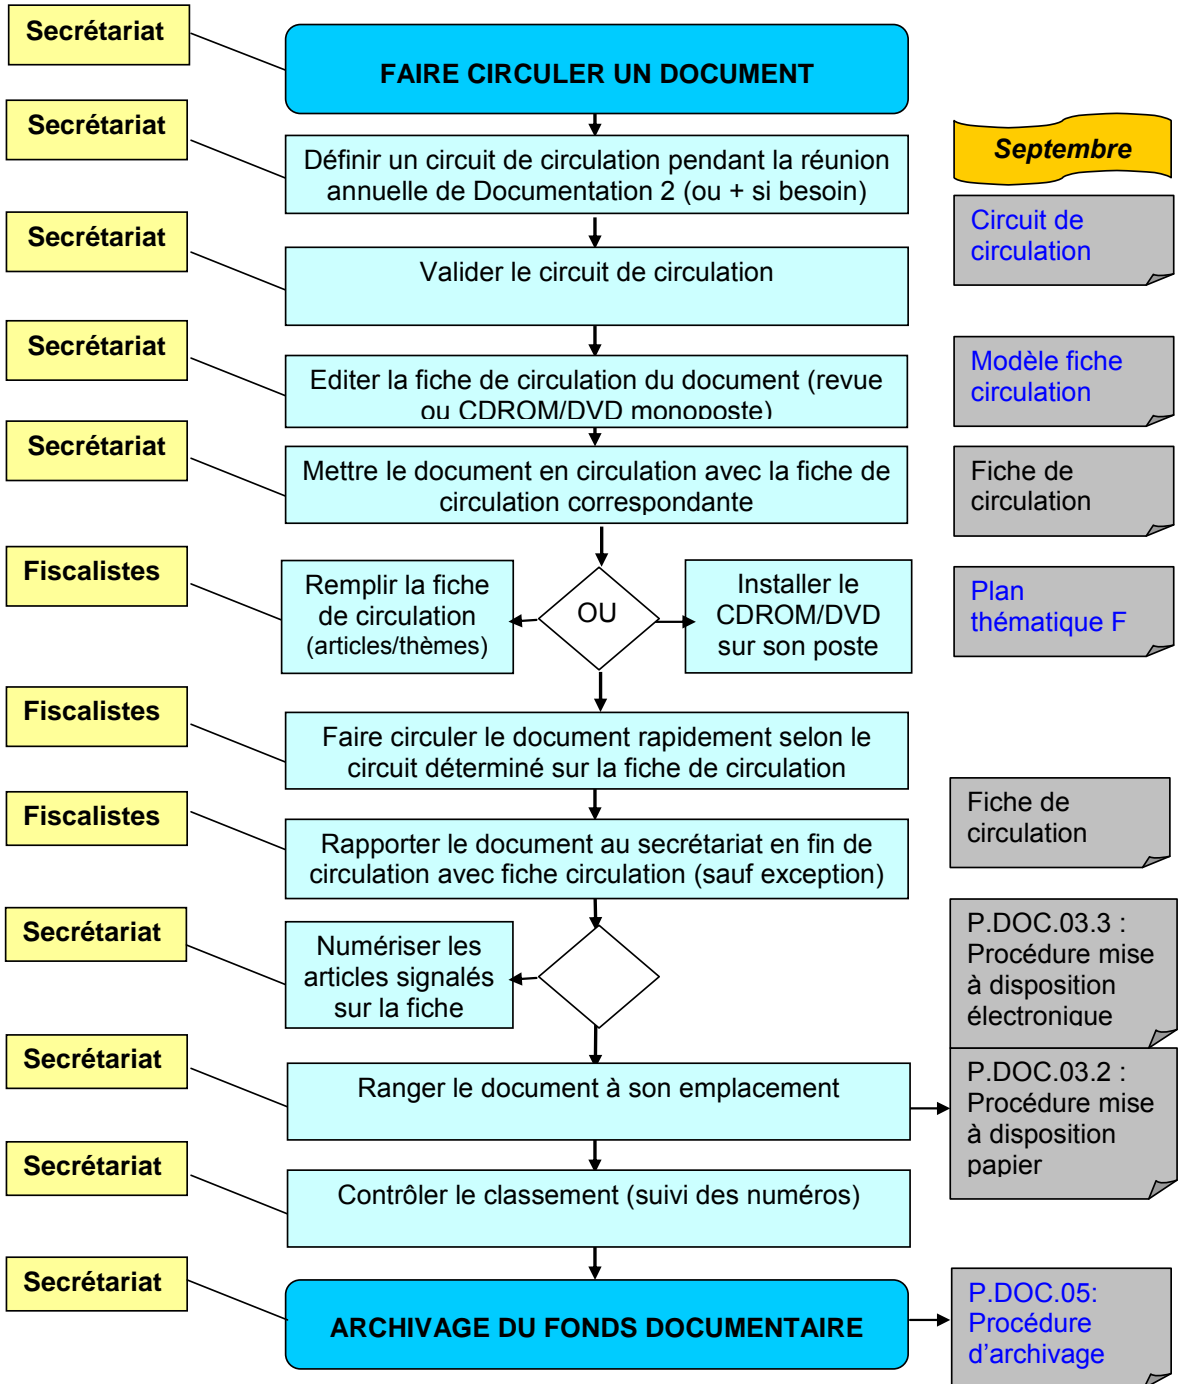 Secrétariat
FAIRE CIRCULER UN DOCUMENT
Secrétariat
Définir un circuit de circulation pendant la réunion
annuelle de Documentation 2 (ou + si besoin)
Septembre
Secrétariat
Valider le circuit de circulation
Circuit de
circulation
Secrétariat
Editer la fiche de circulation du document (revue
ou CDROM/DVD monoposte)
Modèle fiche
circulation
Secrétariat
Mettre le document en circulation avec la fiche de
circulation correspondante
Fiche de
circulation
Fiscalistes
Remplir la fiche
de circulation
(articles/thèmes)
OU
Installer le
CDROM/DVD
sur son poste
Plan
thématique F
Fiscalistes
Faire circuler le document rapidement selon le
circuit déterminé sur la fiche de circulation
Fiscalistes
Rapporter le document au secrétariat en fin de
circulation avec fiche circulation (sauf exception)
Fiche de
circulation
Secrétariat
Numériser les
articles signalés
sur la fiche
P.DOC.03.3 :
Procédure mise
à disposition
électronique
Secrétariat
Ranger le document à son emplacement
P.DOC.03.2 :
Procédure mise
à disposition
papier
Secrétariat
Contrôler le classement (suivi des numéros)
Secrétariat
ARCHIVAGE DU FONDS DOCUMENTAIRE
P.DOC.05:
Procédure
d’archivage